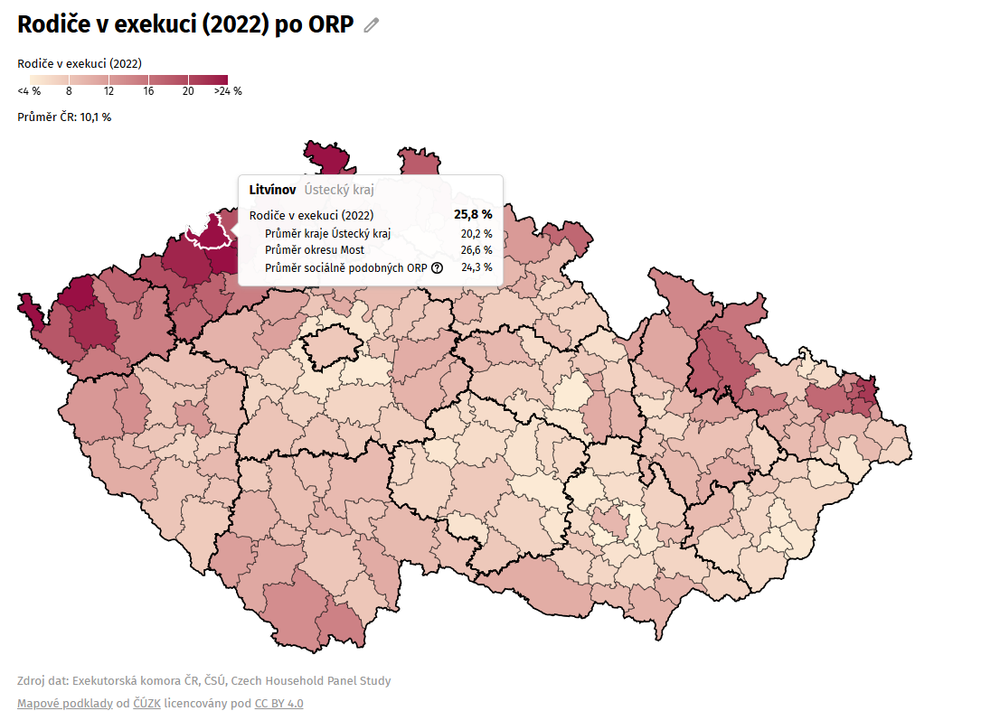 Rodiče v exekuci (2022) po ORP
Rodiče v exekuci (2022)
<4 % 8 12 16 20 >24 %
Průměr ČR: 10,1 %
Litvínov Ústecký kraj
Rodiče v exekuci (2022) 25,8 %
Průměr kraje Ústecký kraj 20,2 %
Průměr okresu Most 26,6 %
Průměr sociálně podobných ORP ? 24,3 %
Zdroj dat: Exekutorská komora ČR, ČSÚ, Czech Household Panel Study
Mapové podklady od ČÚZK licencovány pod CC BY 4.0